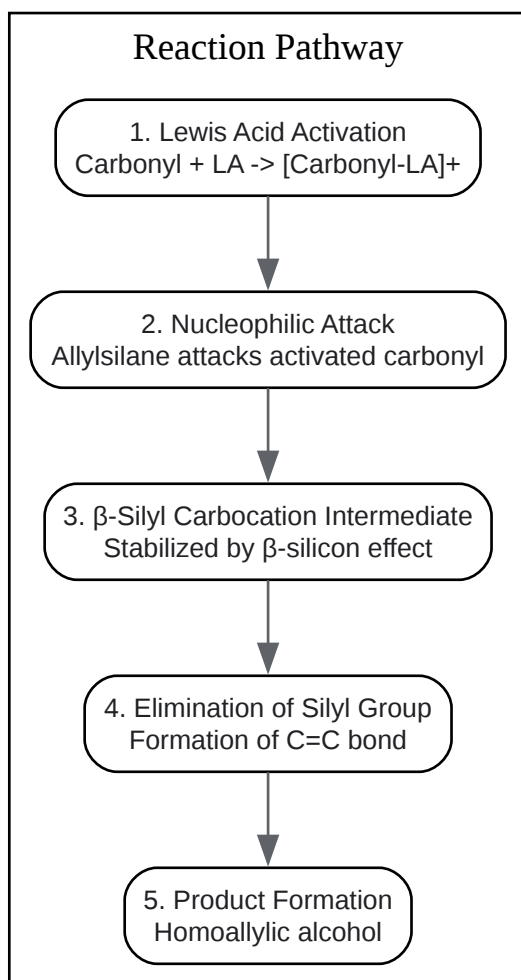 Reaction Pathway
1. Lewis Acid Activation
Carbonyl + LA -> [Carbonyl-LA]+
2. Nucleophilic Attack
Allylsilane attacks activated carbonyl
3. β-Silyl Carbocation Intermediate
Stabilized by β-silicon effect
4. Elimination of Silyl Group
Formation of C=C bond
5. Product Formation
Homoallylic alcohol